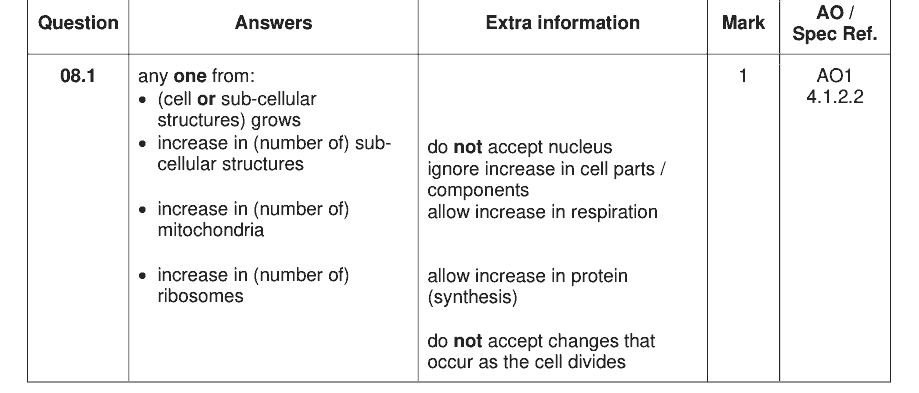 Question Answers Extra information Mark AO /
Spec Ref.
08.1 any one from: 1 AO1
• (cell or sub-cellular 4.1.2.2
structures) grows
• increase in (number of) sub- do not accept nucleus
cellular structures ignore increase in cell parts /
components
• increase in (number of) allow increase in respiration
mitochondria
• increase in (number of) allow increase in protein
ribosomes (synthesis)
do not accept changes that
occur as the cell divides